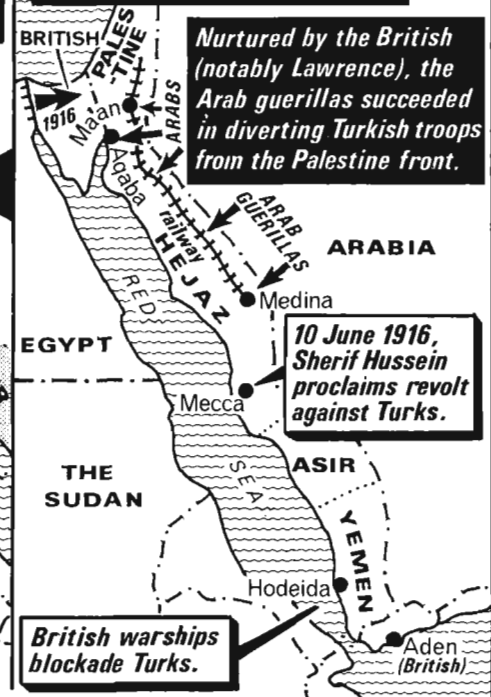 BRITISH
PALES
TINE
1916
Maan
ARABS
Aqaba
Nurtured by the British
(notably Lawrence), the
Arab guerillas succeeded
in diverting Turkish troops
from the Palestine front.
railway
HEJAZ
ARAB
GUERILLAS
ARABIA
RED
Medina
EGYPT
10 June 1916,
Sherif Hussein
proclaims revolt
against Turks.
Mecca
SEA
ASIR
THE
SUDAN
YEMEN
Hodeida
British warships
blockade Turks.
Aden
(British)